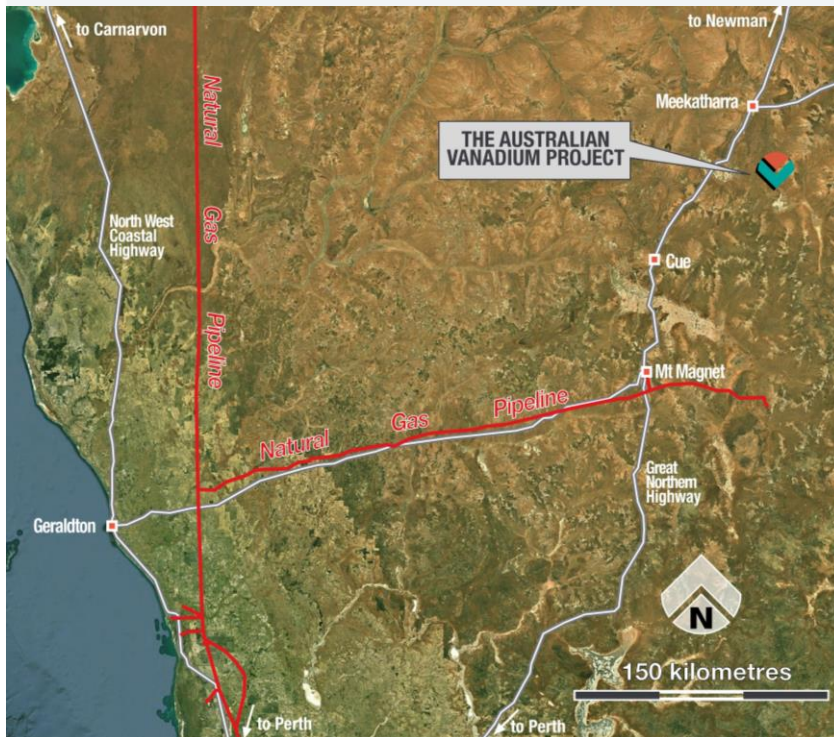 to Carnarvon
to Newman
Natural
Gas
Pipeline
Meekatharra
THE AUSTRALIAN
VANADIUM PROJECT
North West
Coastal
Highway
Cue
Mt Magnet
Natural Gas Pipeline
Great
Northern
Highway
Geraldton
N
150 kilometres
to Perth
to Perth